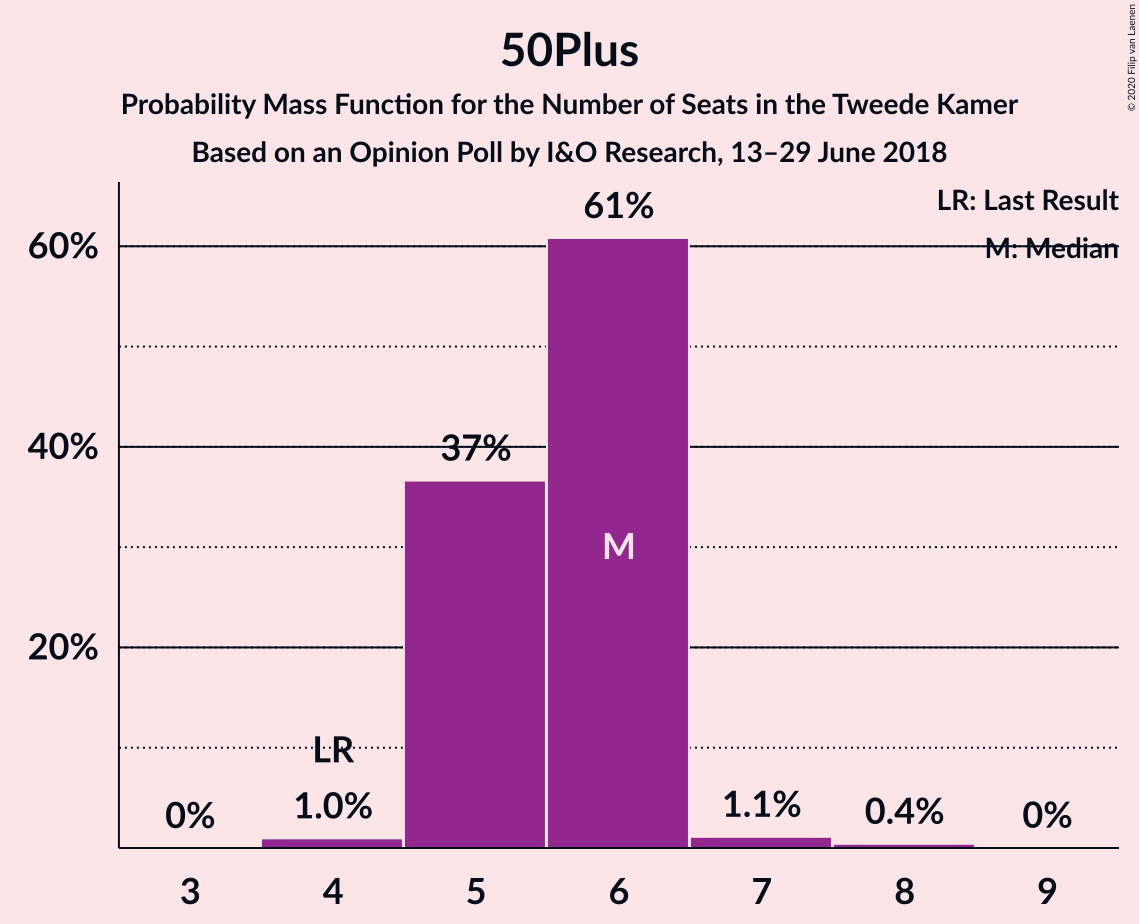 50Plus
Probability Mass Function for the Number of Seats in the Tweede Kamer
Based on an Opinion Poll by I&O Research, 13–29 June 2018
© 2020 Filip van Laenen
LR: Last Result
M: Median
61%
60%
37%
40%
M
20%
LR
0%
1.0%
1.1%
0.4%
0%
3 4 5 6 7 8 9